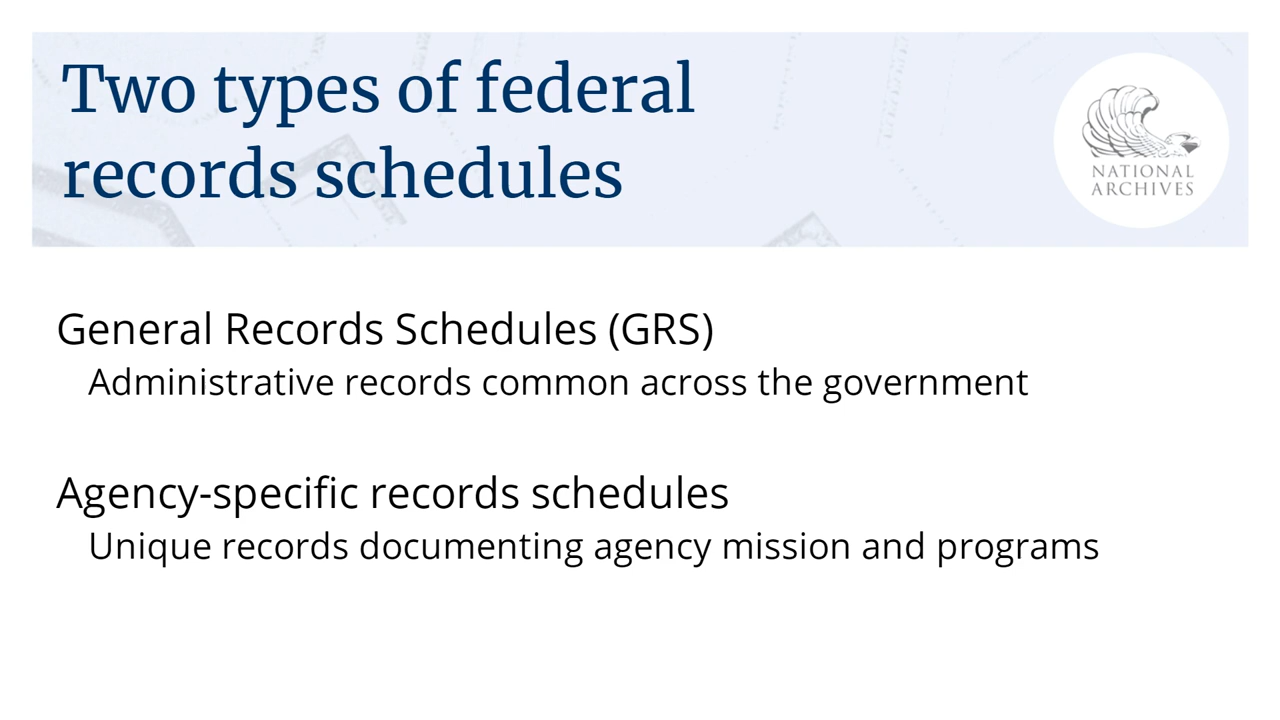 Two types of federal
records schedules
NATIONAL
ARCHIVES
General Records Schedules (GRS)
Administrative records common across the government
Agency-specific records schedules
Unique records documenting agency mission and programs